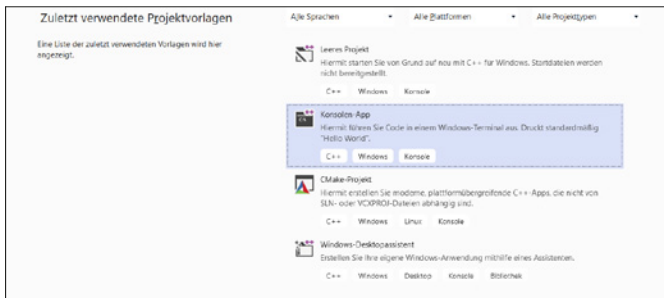 Zuletzt verwendete Projektvorlagen
Alle Sprachen
Alle Plattformen
Alle Projekttypen
Eine Liste der zuletzt verwendeten Vorlagen wird hier
angezeigt.
Leeres Projekt
Hiermit starten Sie von Grund auf neu mit C++ für Windows. Startdateien werden
nicht bereitgestellt.
C++ Windows Konsole
Konsolen-App
Hiermit führen Sie Code in einem Windows-Terminal aus. Druckt standardmäßig
"Hello World".
C++ Windows Konsole
CMake-Projekt
Hiermit erstellen Sie moderne, plattformübergreifende C++-Apps, die nicht von
SLN- oder VCXPROJ-Dateien abhängig sind.
C++ Windows Linux Konsole
Windows-Desktopassistent
Erstellen Sie Ihre eigene Windows-Anwendung mithilfe eines Assistenten.
C++ Windows Desktop Konsole Bibliothek